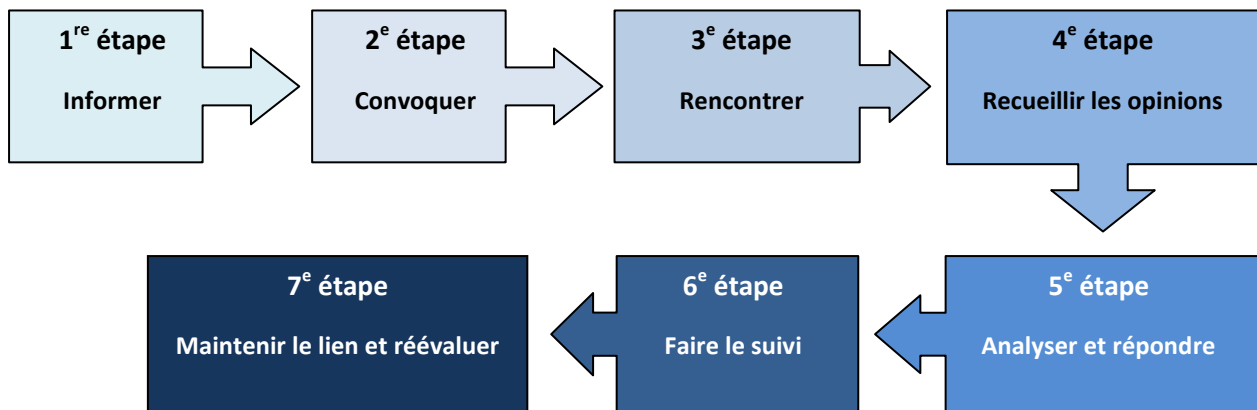 1re étape
Informer
2e étape
Convoquer
3e étape
Rencontrer
4e étape
Recueillir les opinions
5e étape
Analyser et répondre
6e étape
Faire le suivi
7e étape
Maintenir le lien et réévaluer